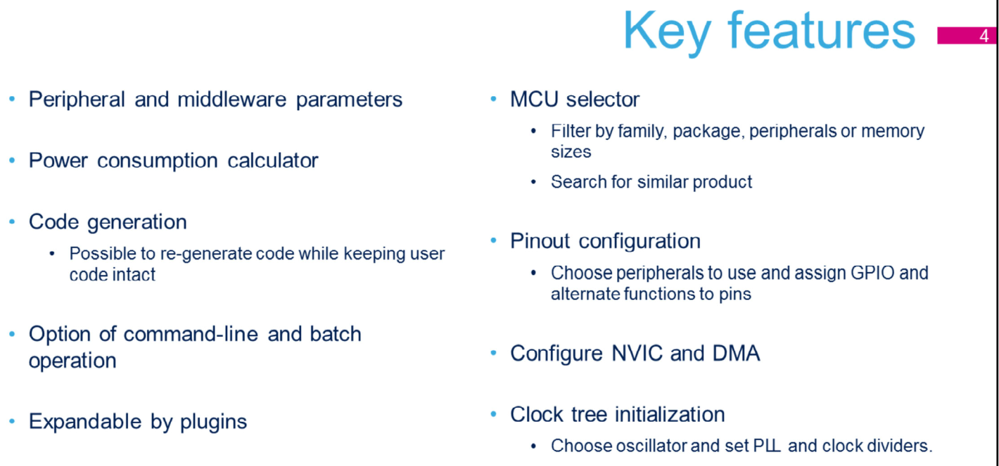 Key features
4
• Peripheral and middleware parameters
• Power consumption calculator
• Code generation
• Possible to re-generate code while keeping user
code intact
• Option of command-line and batch
operation
• Expandable by plugins
• MCU selector
• Filter by family, package, peripherals or memory
sizes
• Search for similar product
• Pinout configuration
• Choose peripherals to use and assign GPIO and
alternate functions to pins
• Configure NVIC and DMA
• Clock tree initialization
• Choose oscillator and set PLL and clock dividers.